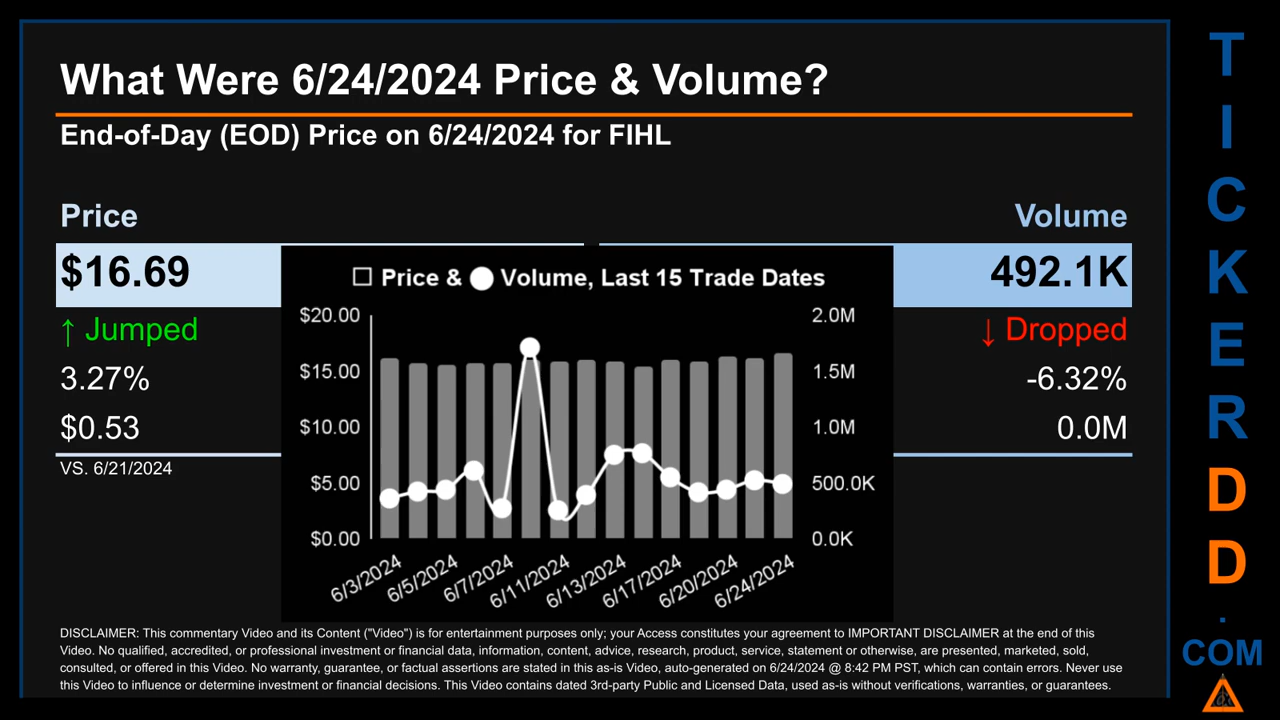 What Were 6/24/2024 Price & Volume?
End-of-Day (EOD) Price on 6/24/2024 for FIHL
Price
Volume
$16.69
492.1K
↑ Jumped
↓ Dropped
3.27%
-6.32%
$0.53
0.0M
VS. 6/21/2024
Price & Volume, Last 15 Trade Dates
$20.00
2.0M
$15.00
1.5M
$10.00
1.0M
$5.00
500.0K
$0.00
0.0K
6/3/2024
6/5/2024
6/7/2024
6/11/2024
6/13/2024
6/17/2024
6/20/2024
6/24/2024
DISCLAIMER: This commentary Video and its Content ("Video") is for entertainment purposes only; your Access constitutes your agreement to IMPORTANT DISCLAIMER at the end of this
Video. No qualified, accredited, or professional investment or financial data, information, content, advice, research, product, service, statement or otherwise, are presented, marketed, sold,
consulted, or offered in this Video. No warranty, guarantee, or factual assertions are stated in this as-is Video, auto-generated on 6/24/2024 @ 8:42 PM PST, which can contain errors. Never use
this Video to influence or determine investment or financial decisions. This Video contains dated 3rd-party Public and Licensed Data, used as-is without verifications, warranties, or guarantees.
T
I
C
K
E
R
D
D
.
COM